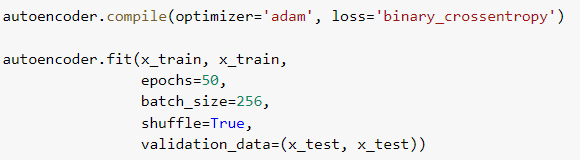 autoencoder.compile(optimizer='adam', loss='binary_crossentropy')
autoencoder.fit(x_train, x_train,
                epochs=50,
                batch_size=256,
                shuffle=True,
                validation_data=(x_test, x_test))